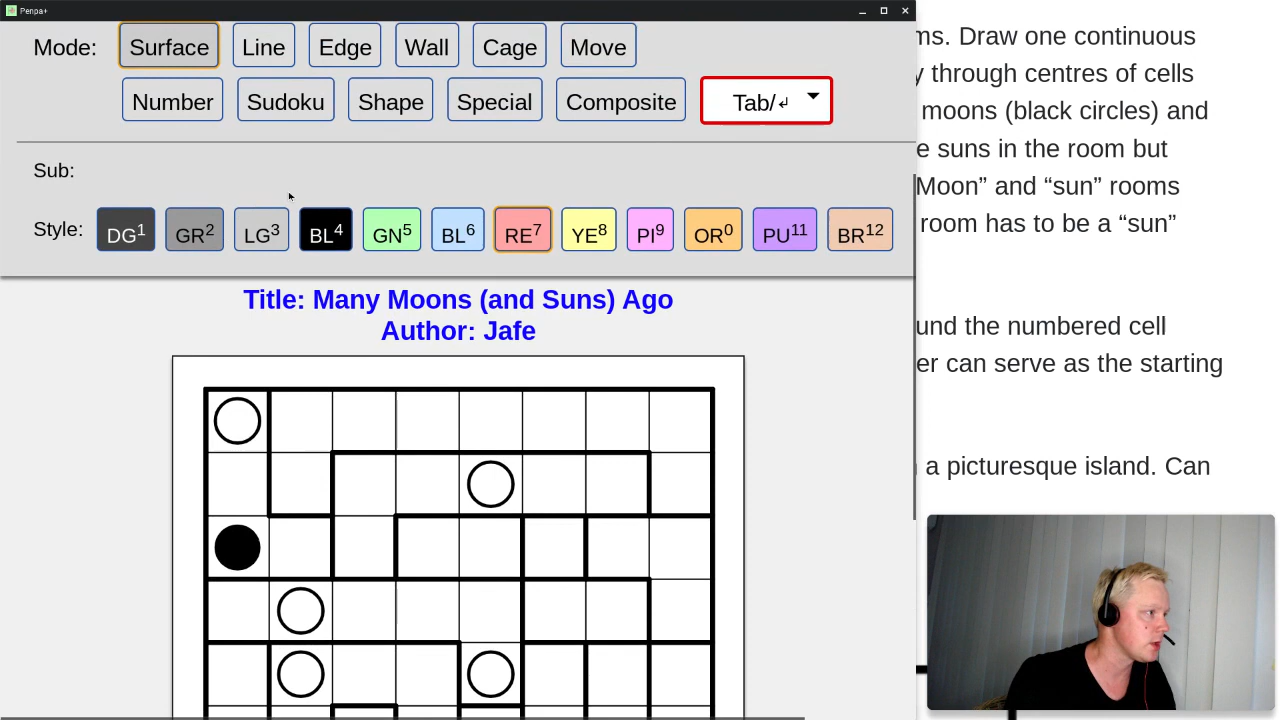 Penpa+
Mode: Surface Line Edge Wall Cage Move
Number Sudoku Shape Special Composite Tab/↲
Sub:
Style: DG1 GR2 LG3 BL4 GN5 BL6 RE7 YE8 PI9 OR0 PU11 BR12
Title: Many Moons (and Suns) Ago
Author: Jafe
ms. Draw one continuous
y through centres of cells
moons (black circles) and
e suns in the room but
Moon” and “sun” rooms
room has to be a “sun”
und the numbered cell
er can serve as the starting
a picturesque island. Can